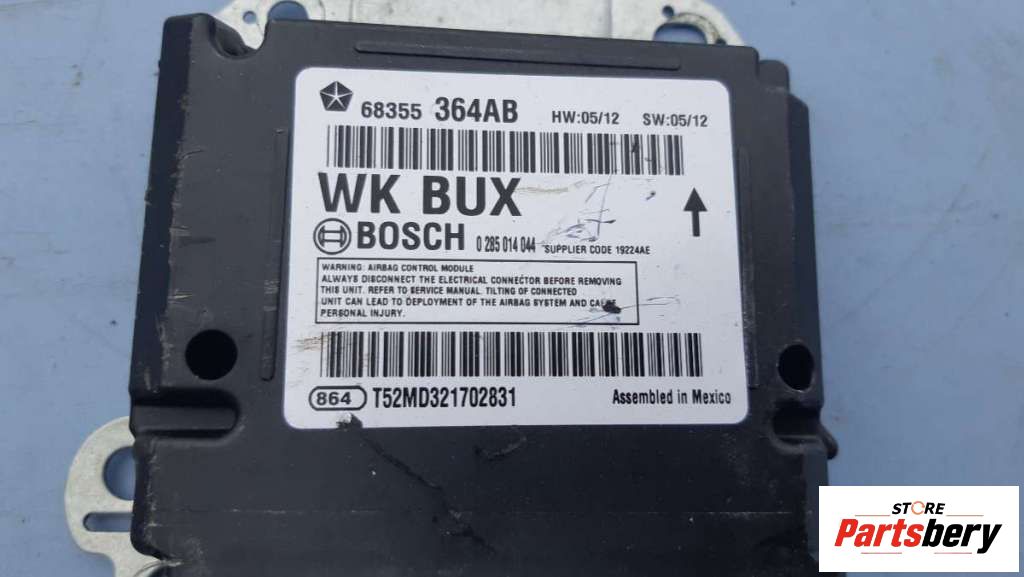 68355 364AB HW:05/12 SW:05/12
WK BUX
BOSCH 0 285 014 044 SUPPLIER CODE 19224AE
WARNING: AIRBAG CONTROL MODULE
ALWAYS DISCONNECT THE ELECTRICAL CONNECTOR BEFORE REMOVING
THIS UNIT. REFER TO SERVICE MANUAL. TILTING OF CONNECTED
UNIT CAN LEAD TO DEPLOYMENT OF THE AIRBAG SYSTEM AND CAUSE
PERSONAL INJURY.
864 T52MD321702831 Assembled in Mexico
STORE
Partsbery